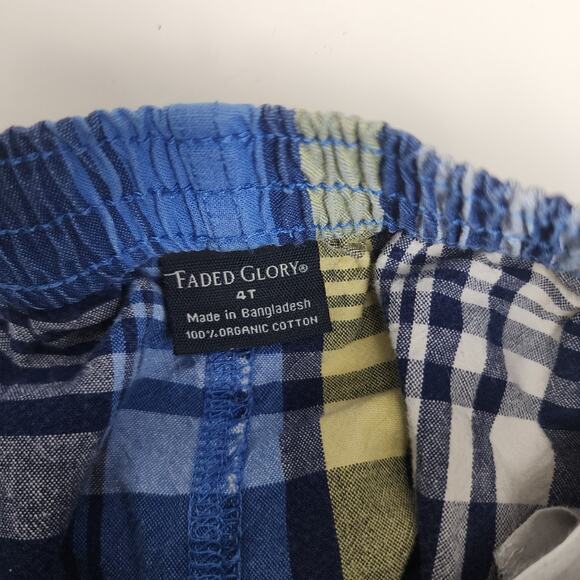 FADED GLORY®
4T
Made in Bangladesh
100% ORGANIC COTTON